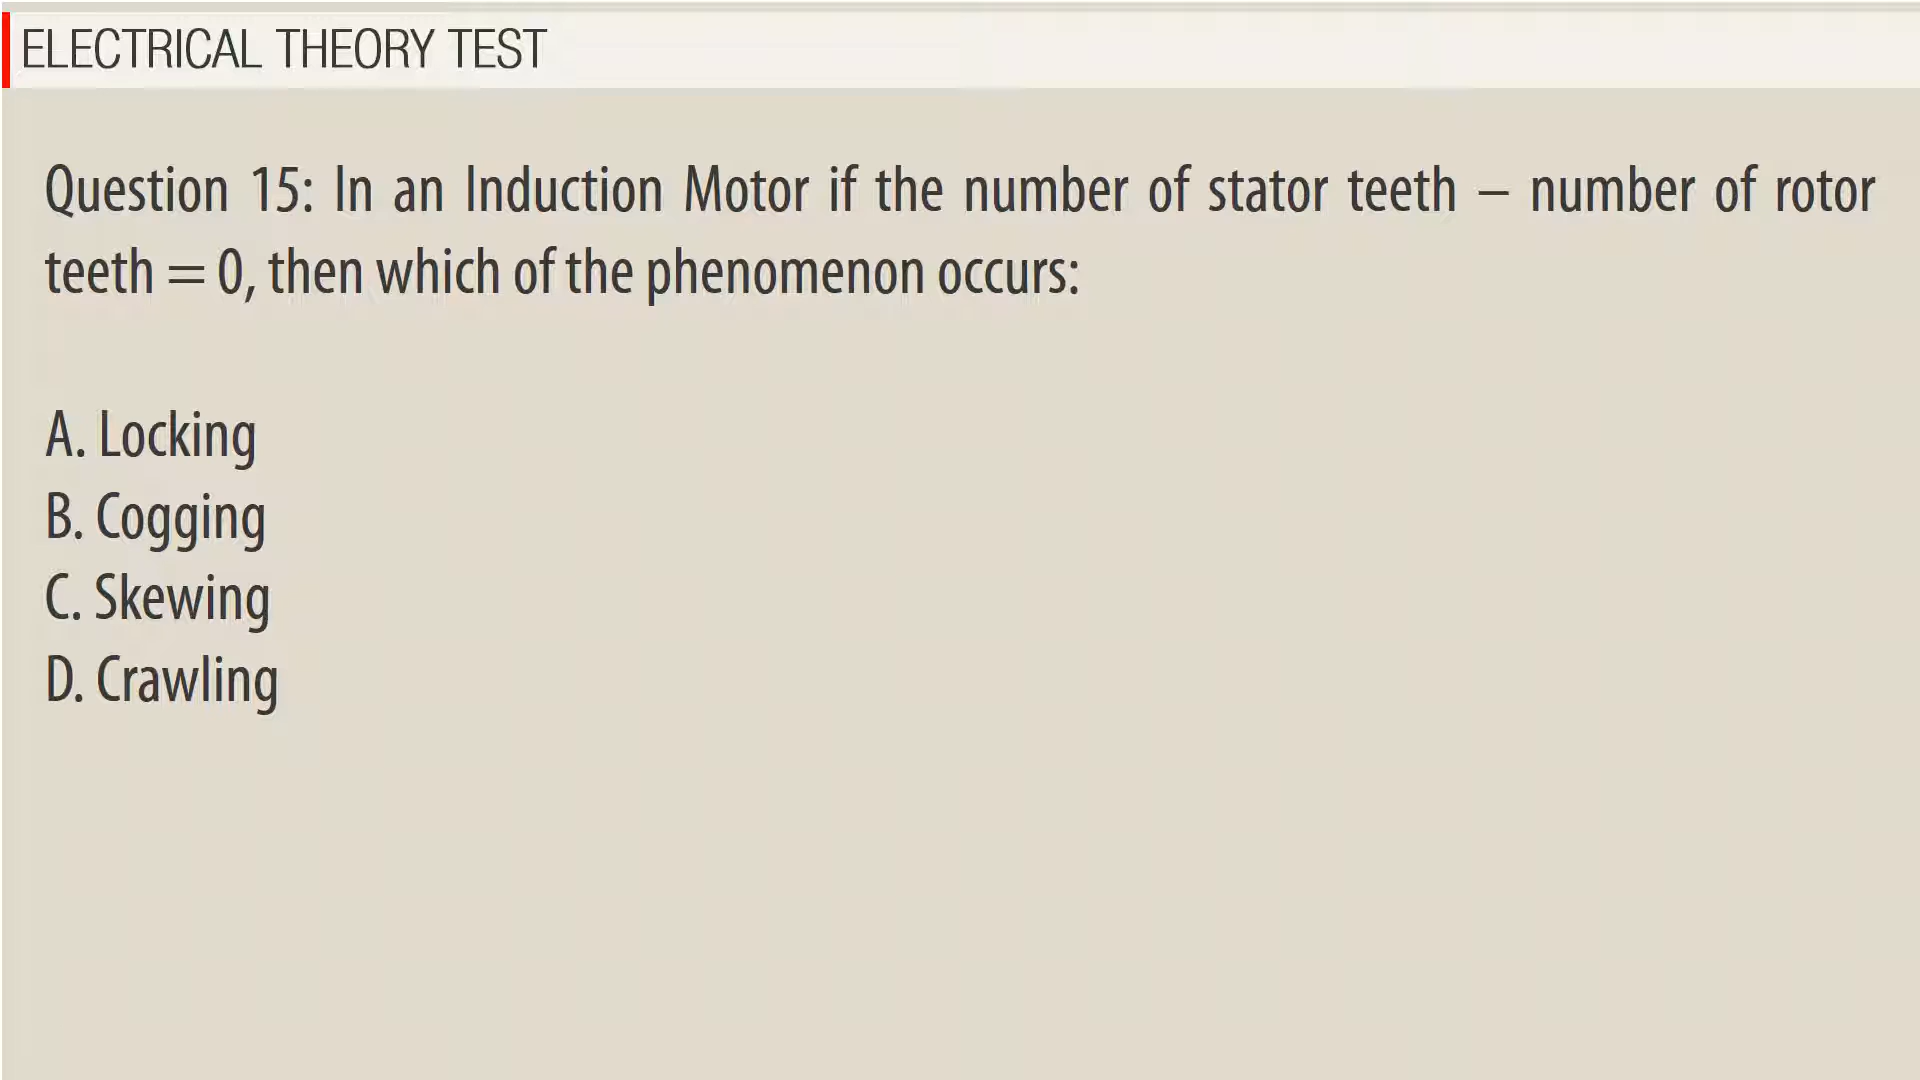 ELECTRICAL THEORY TEST
Question 15: In an Induction Motor if the number of stator teeth – number of rotor
teeth = 0, then which of the phenomenon occurs:
A. Locking
B. Cogging
C. Skewing
D. Crawling